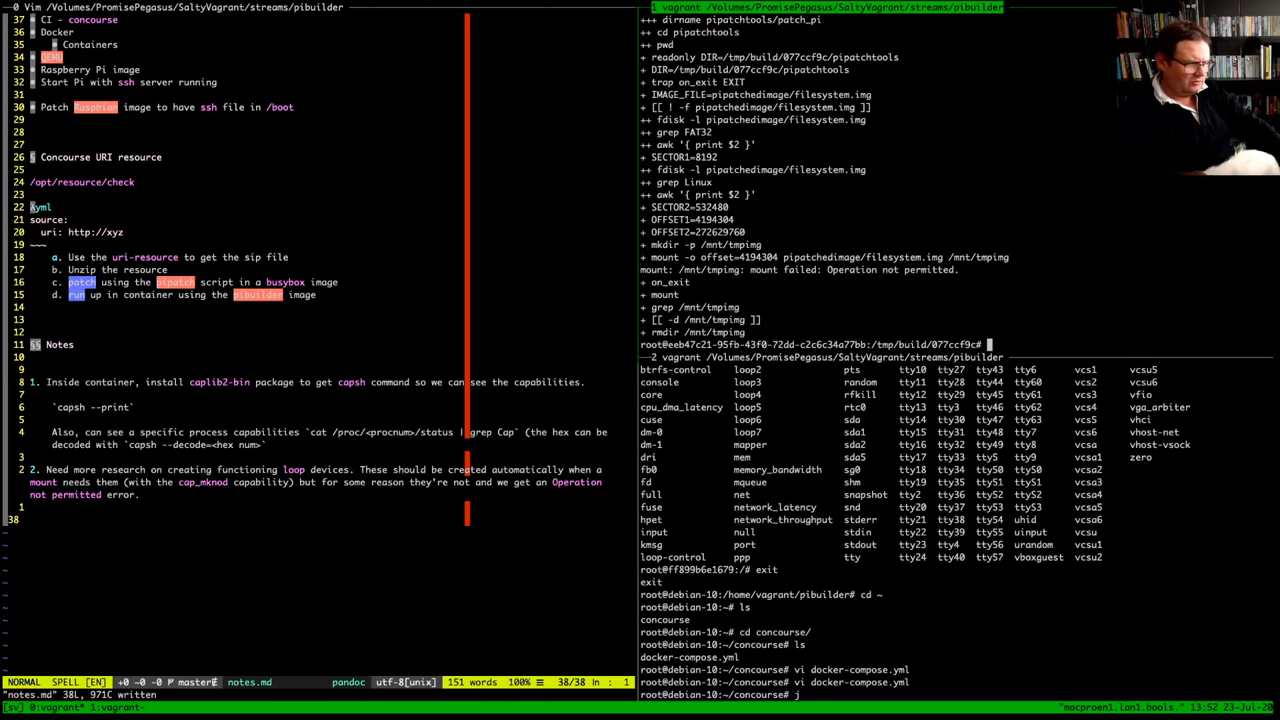 0 Vim /Volumes/PromisePegasus/SaltyVagrant/streams/pibuilder
37 CI - concourse
36 Docker
35 Containers
34 QEMU
33 Raspberry Pi image
32 Start Pi with ssh server running
31
30 Patch Raspbian image to have ssh file in /boot
29
28
27
26 § Concourse URI resource
25
24 /opt/resource/check
23
22 λyml
21 source:
20 uri: http://xyz
19 ~~~
18 a. Use the uri-resource to get the sip file
17 b. Unzip the resource
16 c. patch using the pipatch script in a busybox image
15 d. run up in container using the pibuilder image
14
13
12
11 §§ Notes
10
9
8 1. Inside container, install caplib2-bin package to get capsh command so we can see the capabilities.
7
6 `capsh --print`
5
4 Also, can see a specific process capabilities `cat /proc/<procnum>/status | grep Cap` (the hex can be
decoded with `capsh --decode=<hex num>`
3
2 2. Need more research on creating functioning loop devices. These should be created automatically when a
mount needs them (with the cap_mknod capability) but for some reason they're not and we get an Operation
not permitted error.
1
38
~
~
~
~
~
~
~
~
~
~
~
~
NORMAL SPELL [EN] +0 ~0 -0 master notes.md pandoc utf-8[unix] 151 words 100% ≡ 38/38 ln : 1
"notes.md" 38L, 971C written
1 vagrant /Volumes/PromisePegasus/SaltyVagrant/streams/pibuilder
+++ dirname pipatchtools/patch_pi
++ cd pipatchtools
++ pwd
+ readonly DIR=/tmp/build/077ccf9c/pipatchtools
+ DIR=/tmp/build/077ccf9c/pipatchtools
+ trap on_exit EXIT
+ IMAGE_FILE=pipatchedimage/filesystem.img
+ [[ ! -f pipatchedimage/filesystem.img ]]
++ fdisk -l pipatchedimage/filesystem.img
++ grep FAT32
++ awk '{ print $2 }'
+ SECTOR1=8192
++ fdisk -l pipatchedimage/filesystem.img
++ grep Linux
++ awk '{ print $2 }'
+ SECTOR2=532480
+ OFFSET1=4194304
+ OFFSET2=272629760
+ mkdir -p /mnt/tmpimg
+ mount -o offset=4194304 pipatchedimage/filesystem.img /mnt/tmpimg
mount: /mnt/tmpimg: mount failed: Operation not permitted.
+ on_exit
+ mount
+ grep /mnt/tmpimg
+ [[ -d /mnt/tmpimg ]]
+ rmdir /mnt/tmpimg
root@eeb47c21-95fb-43f0-72dd-c2c6c34a77bb:/tmp/build/077ccf9c#
2 vagrant /Volumes/PromisePegasus/SaltyVagrant/streams/pibuilder
btrfs-control loop2 pts tty10 tty27 tty43 tty6 vcs1 vcsu5
console loop3 random tty11 tty28 tty44 tty60 vcs2 vcsu6
core loop4 rfkill tty12 tty29 tty45 tty61 vcs3 vfio
cpu_dma_latency loop5 rtc0 tty13 tty3 tty46 tty62 vcs4 vga_arbiter
cuse loop6 sda tty14 tty30 tty47 tty63 vcs5 vhci
dm-0 loop7 sda1 tty15 tty31 tty48 tty7 vcs6 vhost-net
dm-1 mapper sda2 tty16 tty32 tty49 tty8 vcsa vhost-vsock
dri mem sda5 tty17 tty33 tty5 tty9 vcsa1 zero
fb0 memory_bandwidth sg0 tty18 tty34 tty50 ttyS0 vcsa2
fd mqueue shm tty19 tty35 tty51 ttyS1 vcsa3
full net snapshot tty2 tty36 tty52 ttyS2 vcsa4
fuse network_latency snd tty20 tty37 tty53 ttyS3 vcsa5
hpet network_throughput stderr tty21 tty38 tty54 uhid vcsa6
input null stdin tty22 tty39 tty55 uinput vcsu
kmsg port stdout tty23 tty4 tty56 urandom vcsu1
loop-control ppp tty tty24 tty40 tty57 vboxguest vcsu2
root@ff899b6e1679:/# exit
exit
root@debian-10:/home/vagrant/pibuilder# cd ~
root@debian-10:~# ls
concourse
root@debian-10:~# cd concourse/
root@debian-10:~/concourse# ls
docker-compose.yml
root@debian-10:~/concourse# vi docker-compose.yml
root@debian-10:~/concourse# vi docker-compose.yml
root@debian-10:~/concourse# j
[sv] 0:vagrant* 1:vagrant- "macproen1.lan1.bools." 13:52 23-Jul-20